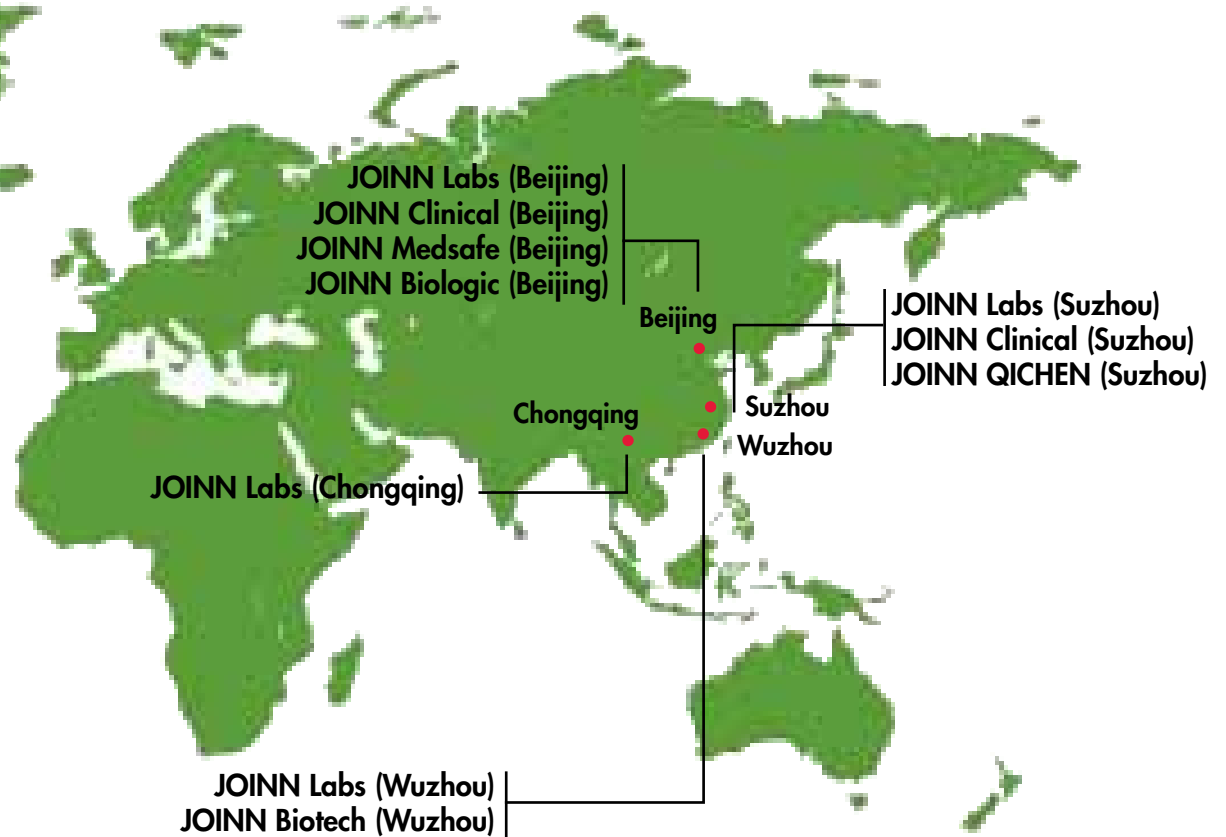 JOINN Labs (Beijing)
JOINN Clinical (Beijing)
JOINN Medsafe (Beijing)
JOINN Biologic (Beijing)
Beijing
JOINN Labs (Suzhou)
JOINN Clinical (Suzhou)
JOINN QICHEN (Suzhou)
Suzhou
Chongqing
Wuzhou
JOINN Labs (Chongqing)
JOINN Labs (Wuzhou)
JOINN Biotech (Wuzhou)